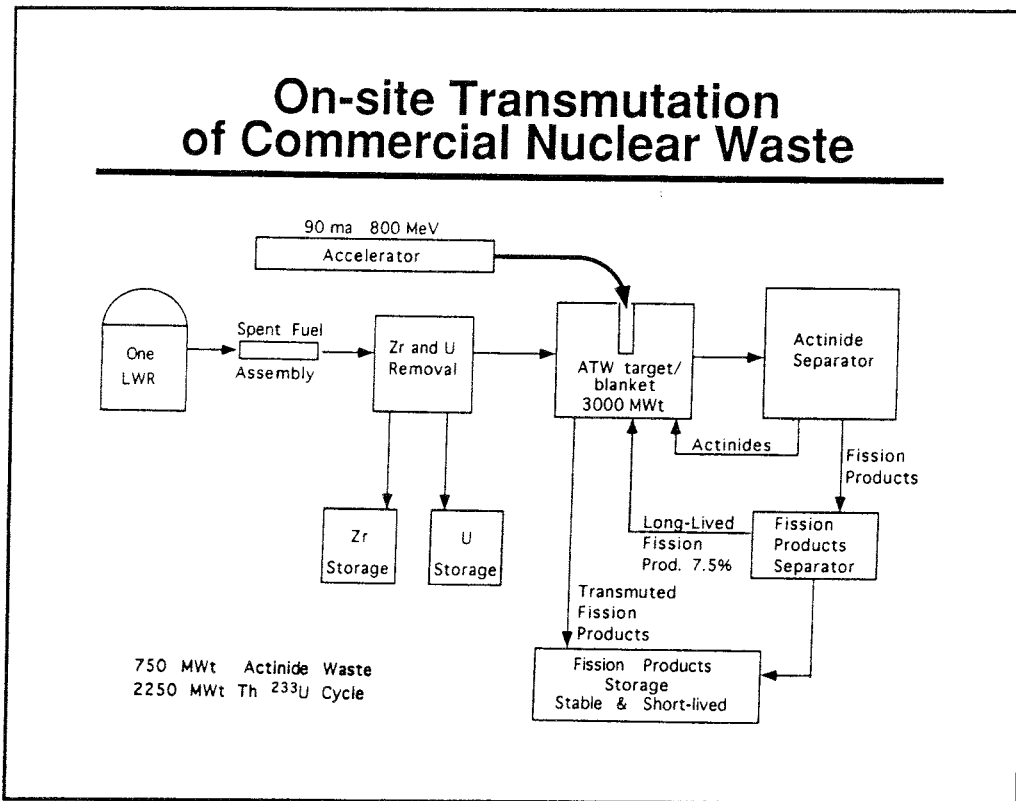 On-site Transmutation
of Commercial Nuclear Waste
90 ma 800 MeV
Accelerator
One
LWR
Spent Fuel
Assembly
Zr and U
Removal
ATW target/
blanket
3000 MWt
Actinide
Separator
Actinides
Fission
Products
Zr
Storage
U
Storage
Long-Lived
Fission
Prod. 7.5%
Fission
Products
Separator
Transmuted
Fission
Products
Fission Products
Storage
Stable & Short-lived
750 MWt Actinide Waste
2250 MWt Th ²³³U Cycle